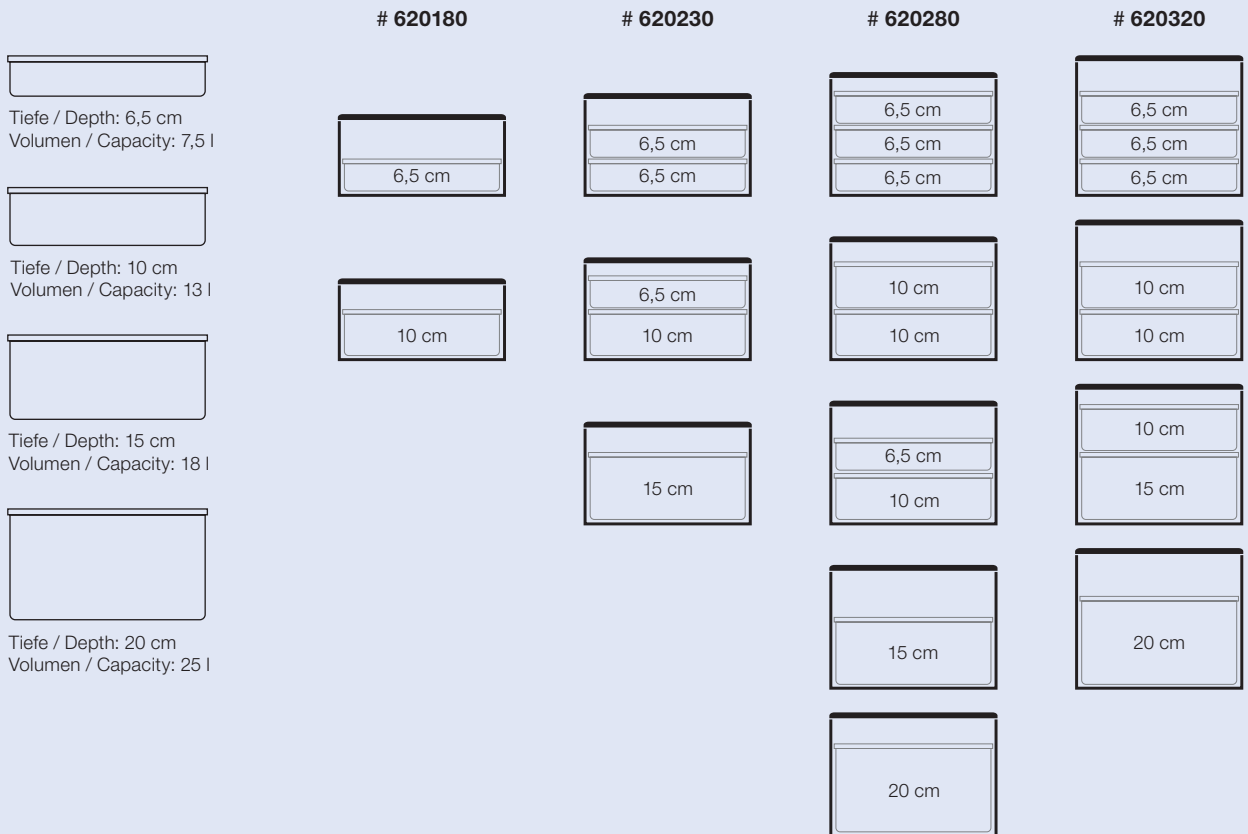 # 620180
# 620230
# 620280
# 620320
Tiefe / Depth: 6,5 cm
Volumen / Capacity: 7,5 l
Tiefe / Depth: 10 cm
Volumen / Capacity: 13 l
Tiefe / Depth: 15 cm
Volumen / Capacity: 18 l
Tiefe / Depth: 20 cm
Volumen / Capacity: 25 l
6,5 cm
10 cm
6,5 cm
6,5 cm
6,5 cm
10 cm
15 cm
6,5 cm
6,5 cm
6,5 cm
10 cm
10 cm
6,5 cm
10 cm
15 cm
20 cm
6,5 cm
6,5 cm
6,5 cm
10 cm
10 cm
10 cm
15 cm
20 cm